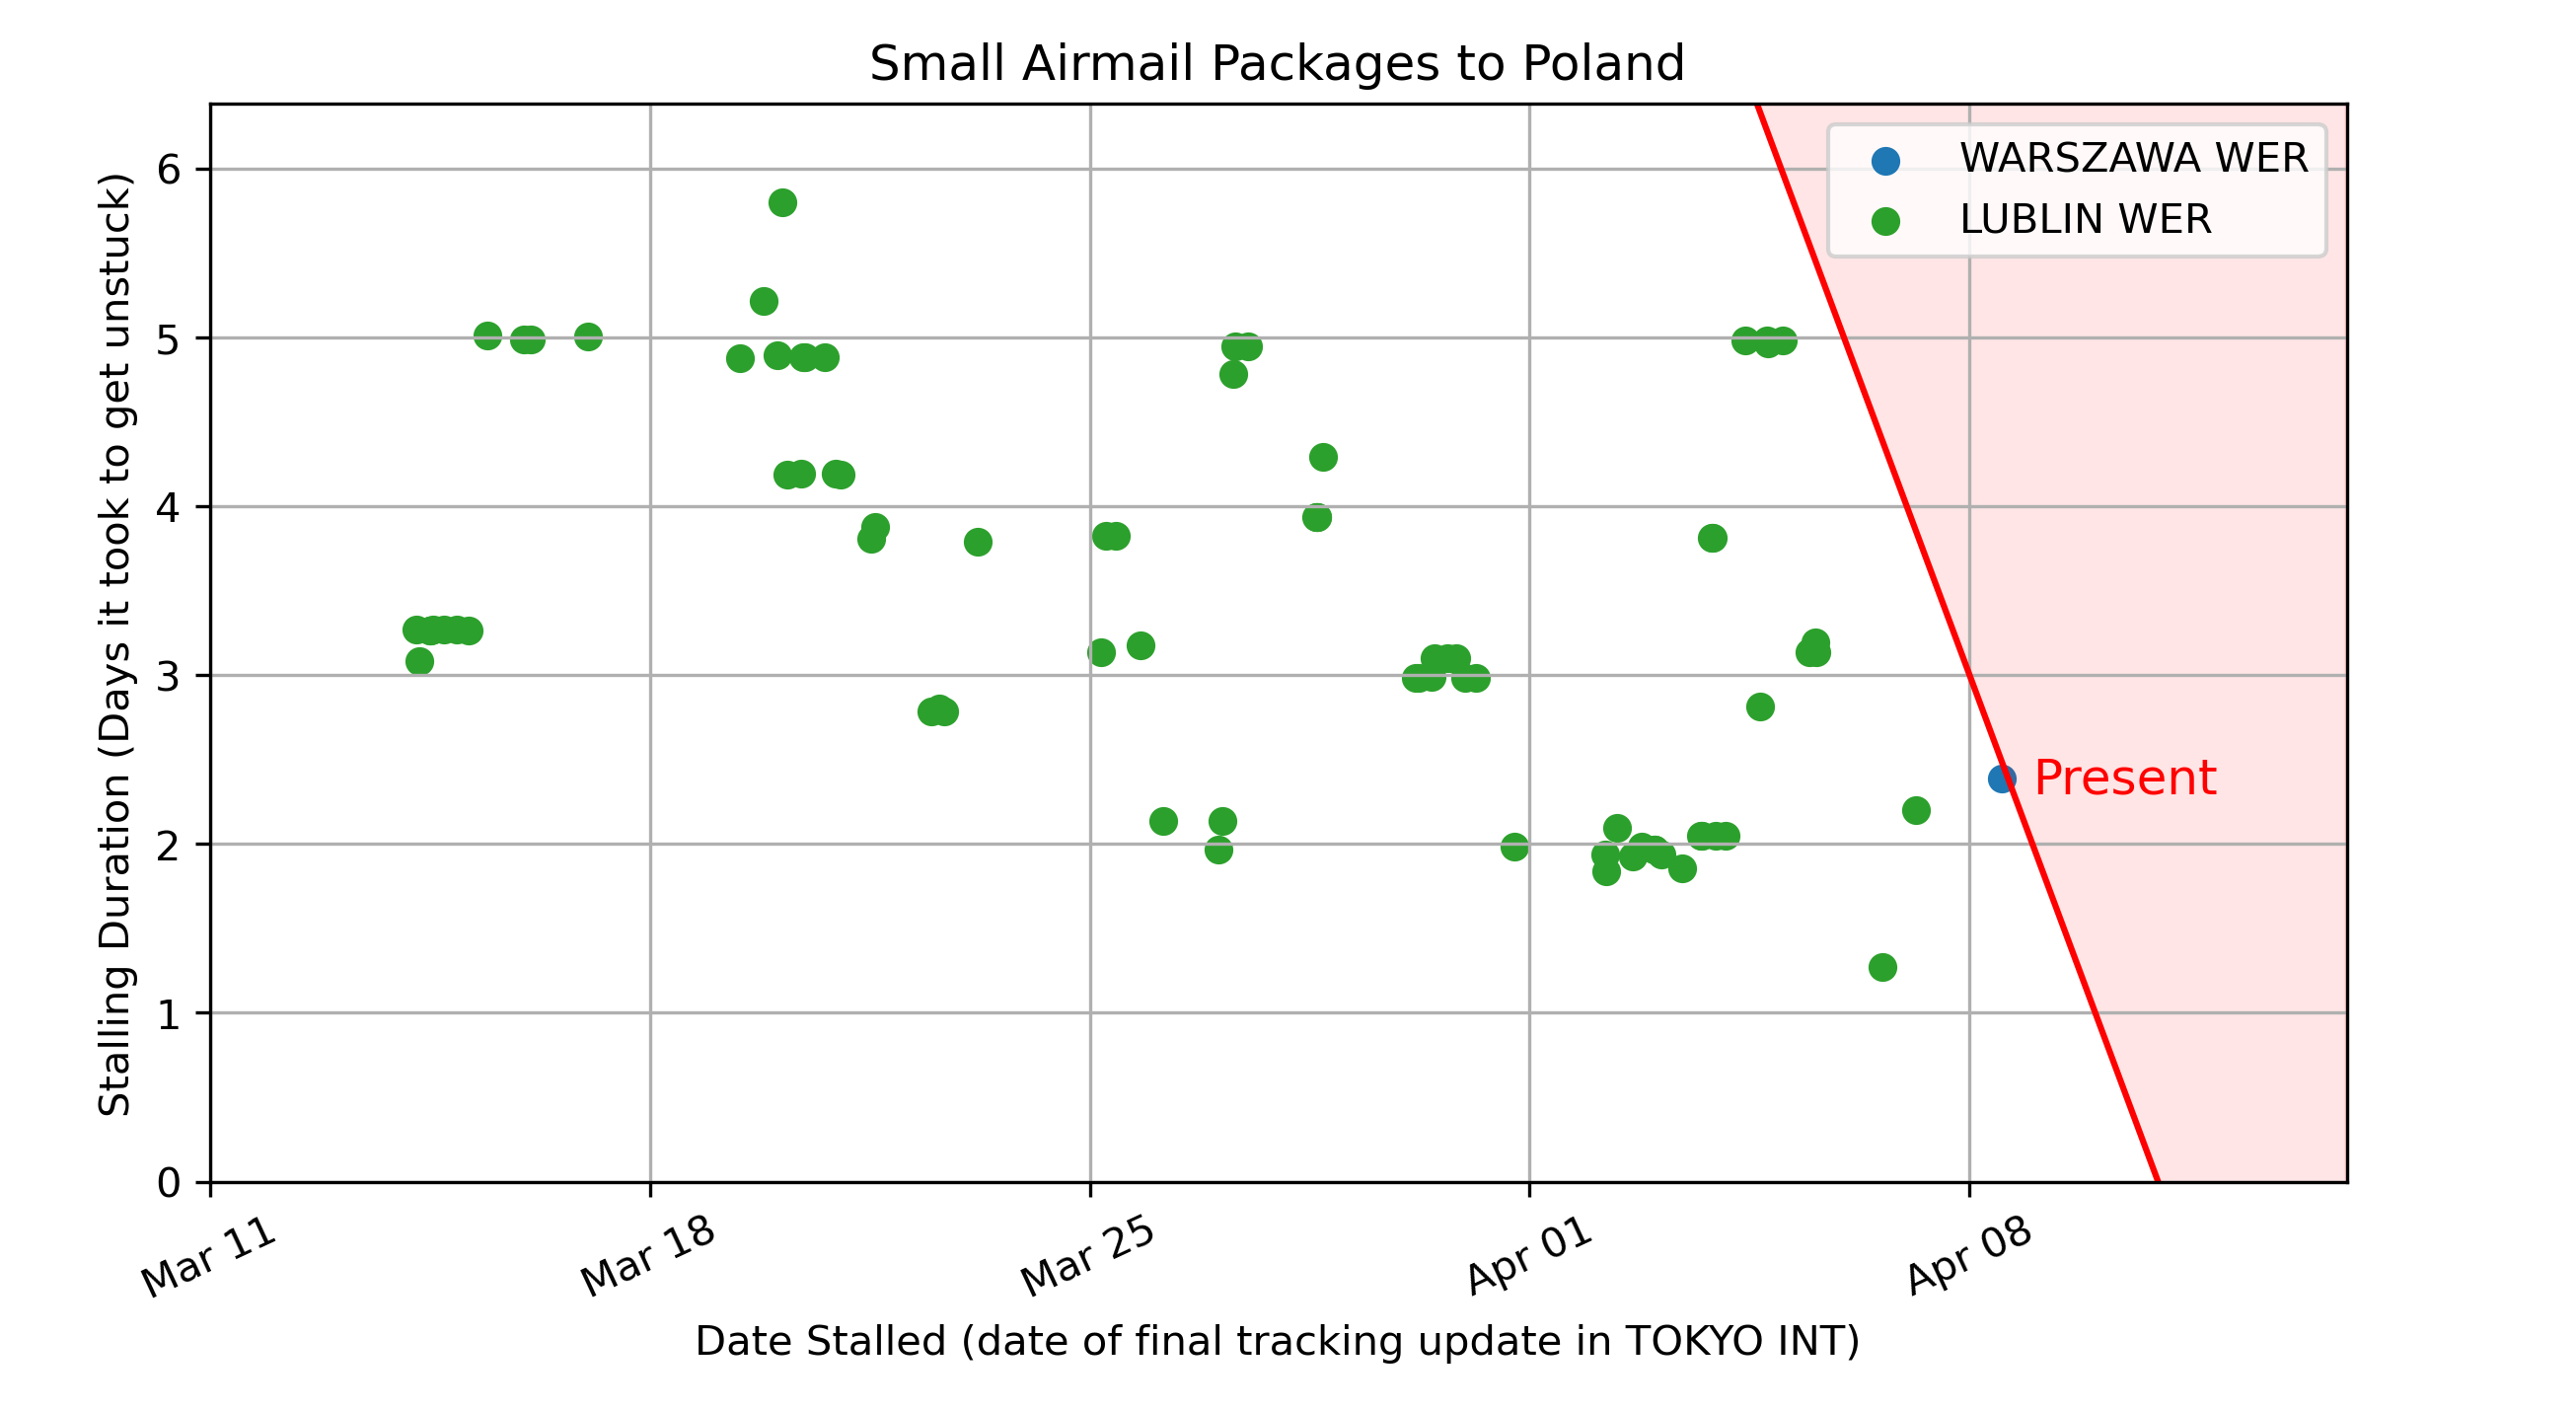 Small Airmail Packages to Poland
WARSZAWA WER
LUBLIN WER
Present
Stalling Duration (Days it took to get unstuck)
6
5
4
3
2
1
0
Mar 11
Mar 18
Mar 25
Apr 01
Apr 08
Date Stalled (date of final tracking update in TOKYO INT)